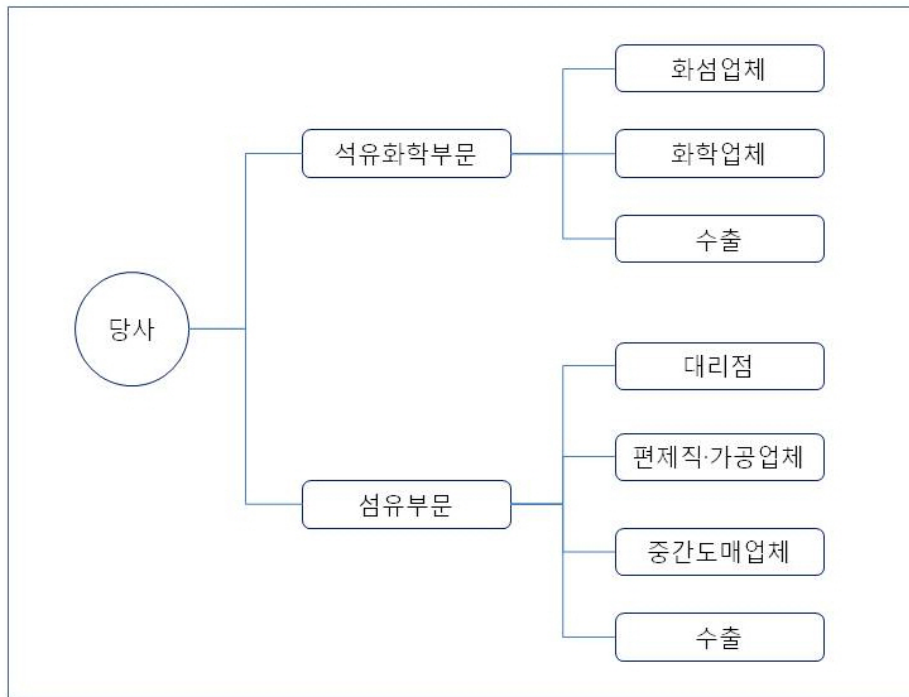 당사
석유화학부문
화섬업체
화학업체
수출
섬유부문
대리점
편제직·가공업체
중간도매업체
수출